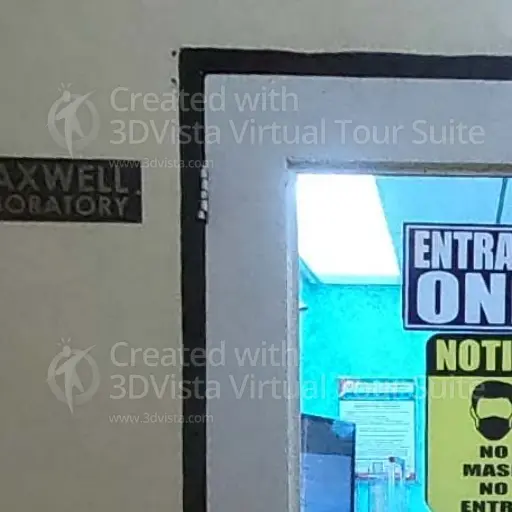 AXWELL
ORATORY
ENTRA
ON
NOTI
NO
MAS
NO
ENTR
Created with
3DVista Virtual Tour Suite
www.3dvista.com
Created with
3DVista Virtual Tour Suite
www.3dvista.com